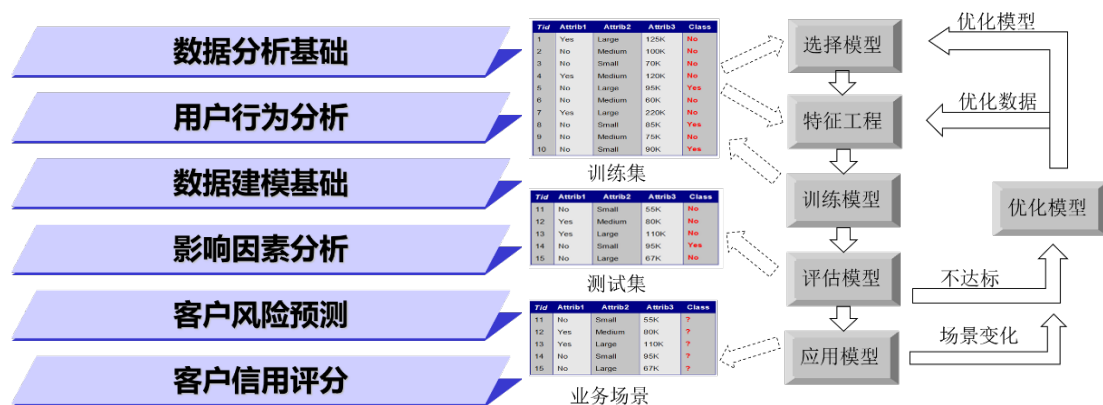 数据分析基础
用户行为分析
数据建模基础
影响因素分析
客户风险预测
客户信用评分
Tid Attrib1 Attrib2 Attrib3 Class
1 Yes Large 125K No
2 No Medium 100K No
3 No Small 70K No
4 Yes Medium 120K No
5 No Large 95K Yes
6 No Medium 60K No
7 Yes Large 220K No
8 No Small 85K Yes
9 No Medium 75K No
10 No Small 90K Yes
训练集
Tid Attrib1 Attrib2 Attrib3 Class
11 No Small 55K No
12 Yes Medium 80K No
13 Yes Large 110K No
14 No Small 95K Yes
15 No Large 67K No
测试集
Tid Attrib1 Attrib2 Attrib3 Class
11 No Small 55K ?
12 Yes Medium 80K ?
13 Yes Large 110K ?
14 No Small 95K ?
15 No Large 67K ?
业务场景
选择模型
特征工程
训练模型
评估模型
应用模型
优化模型
优化数据
优化模型
不达标
场景变化